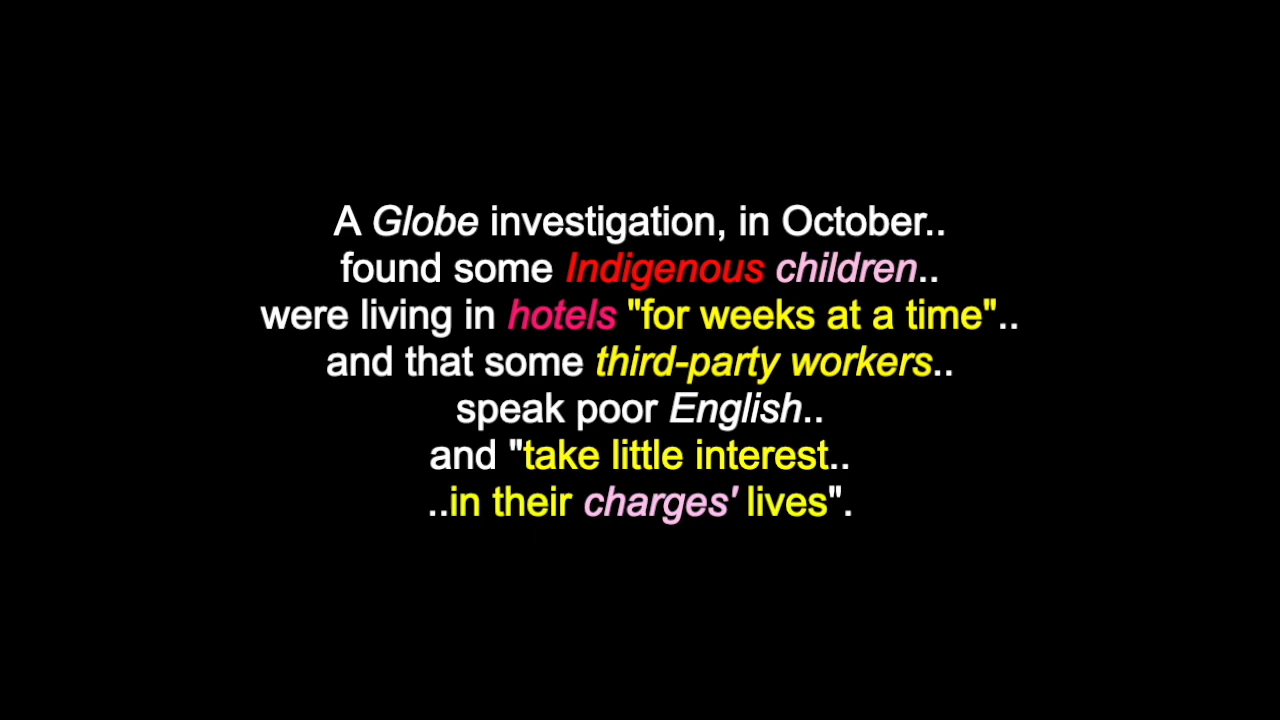 A Globe investigation, in October..
found some Indigenous children..
were living in hotels "for weeks at a time"..
and that some third-party workers..
speak poor English..
and "take little interest..
..in their charges' lives".